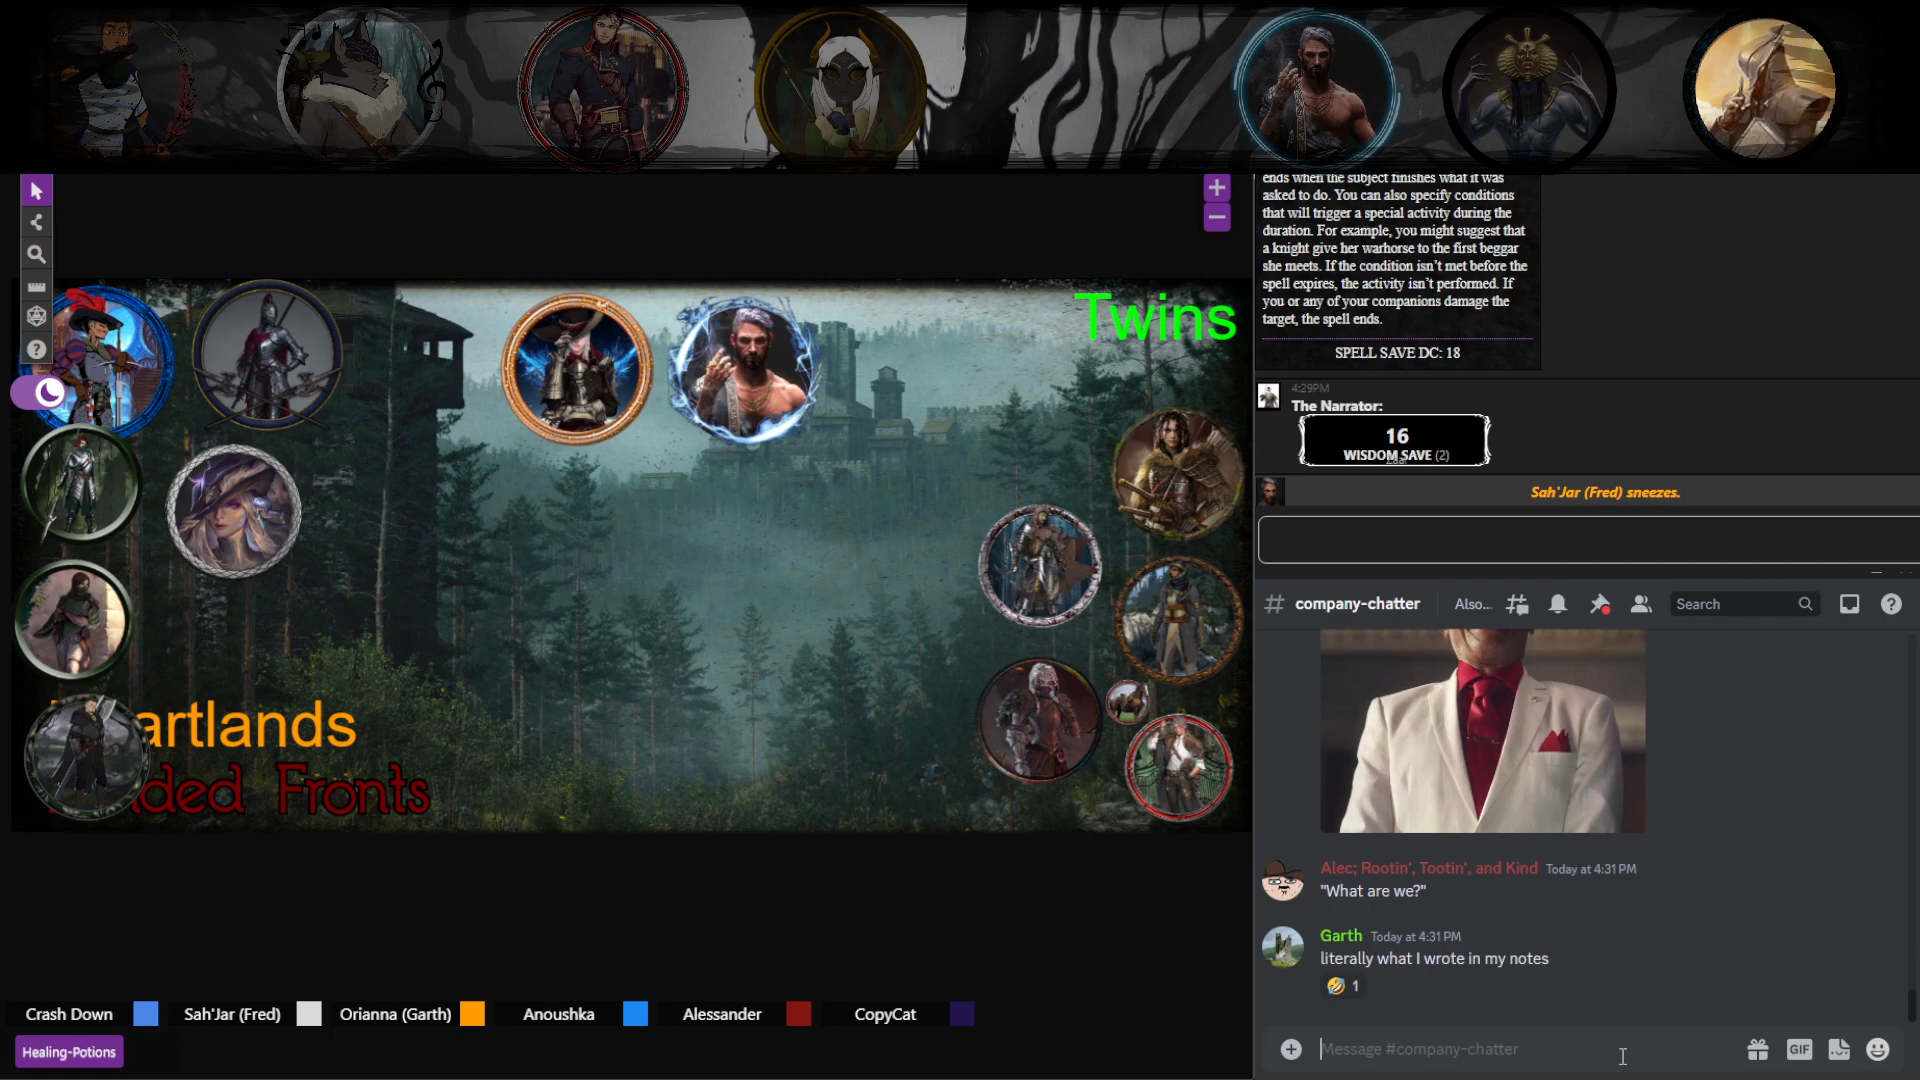 ends when the subject finishes what it was
asked to do. You can also specify conditions
that will trigger a special activity during the
duration. For example, you might suggest that
a knight give her warhorse to the first beggar
she meets. If the condition isn't met before the
spell expires, the activity isn't performed. If
you or any of your companions damage the
target, the spell ends.
SPELL SAVE DC: 18
4:29PM
The Narrator:
16
WISDOM SAVE (2)
Sah'Jar (Fred) sneezes.
Twins
artlands
ded Fronts
company-chatter
Also...
Search
Alec; Rootin', Tootin', and Kind Today at 4:31 PM
"What are we?"
Garth Today at 4:31 PM
literally what I wrote in my notes
1
Message #company-chatter
GIF
Crash Down
Sah'Jar (Fred)
Orianna (Garth)
Anoushka
Alessander
CopyCat
Healing-Potions